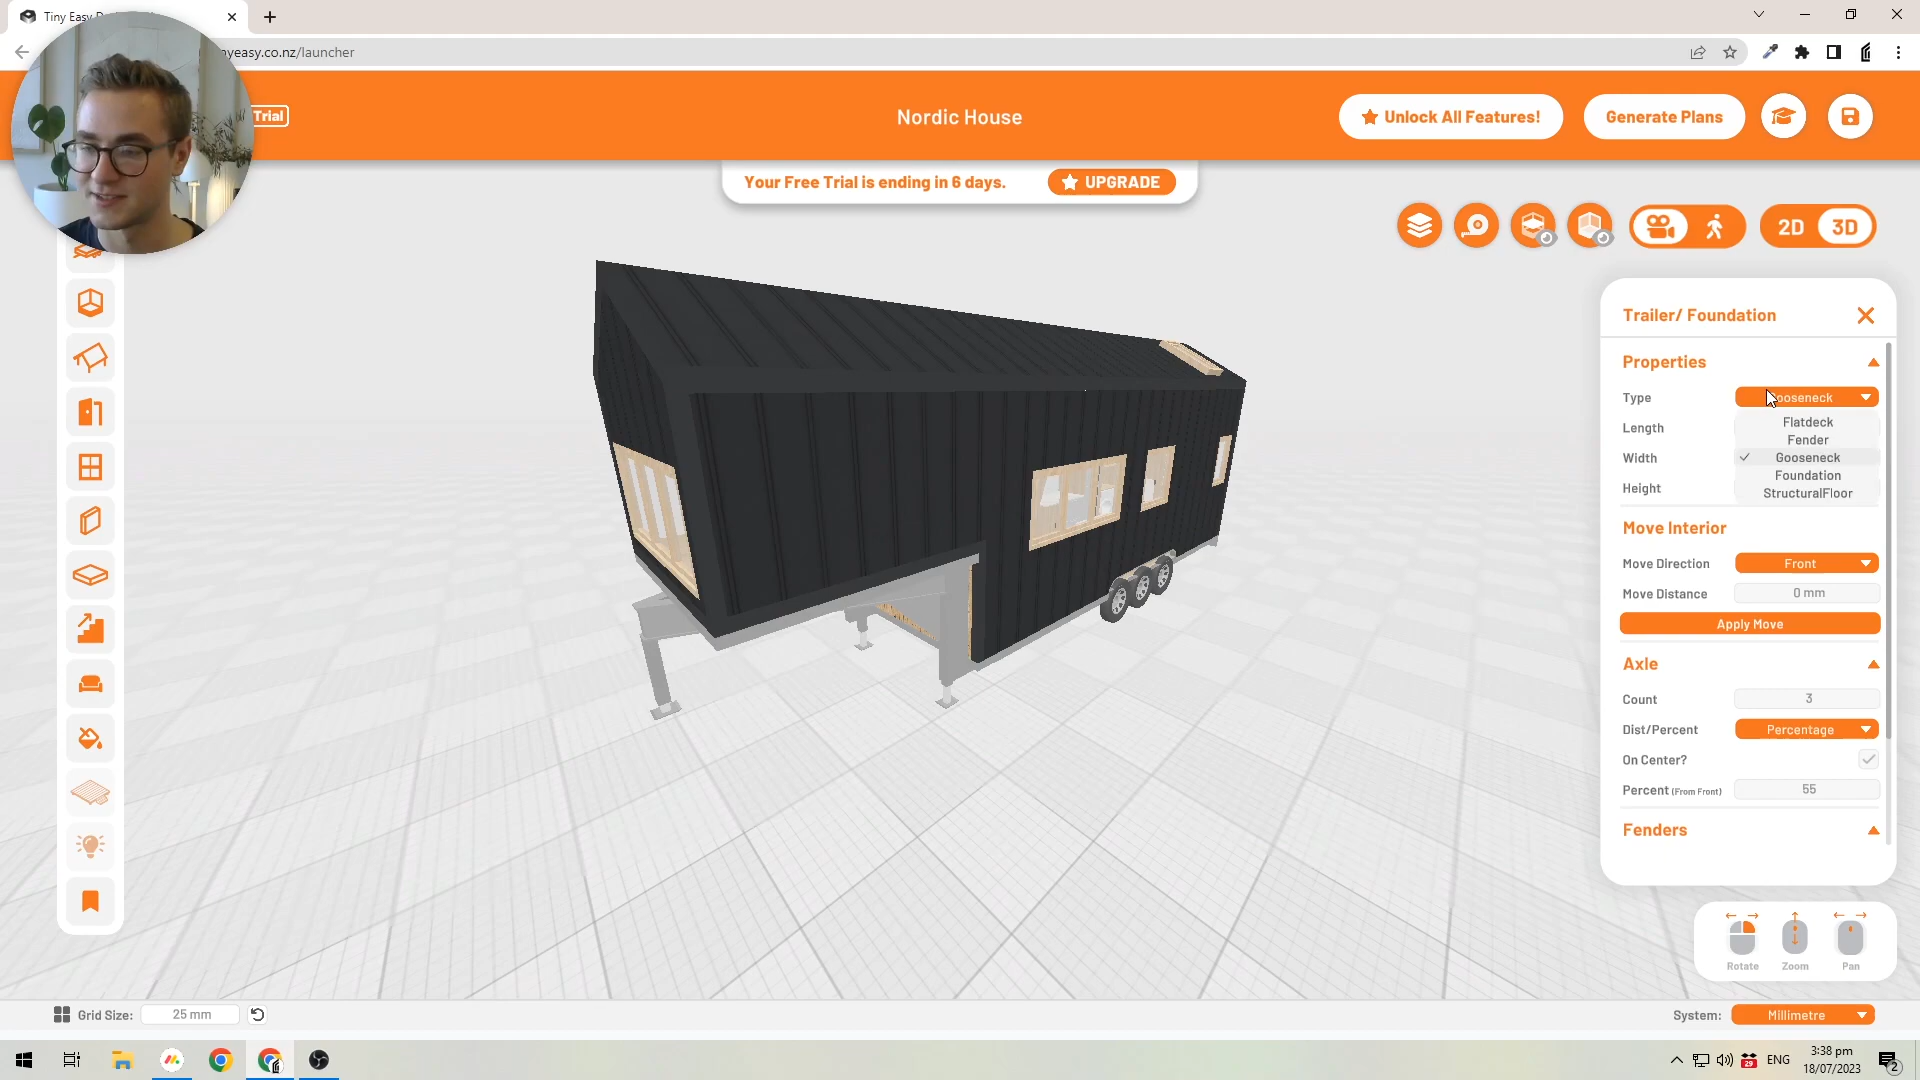 Tiny Easy
yeasy.co.nz/launcher
Trial
Nordic House
Unlock All Features!
Generate Plans
Your Free Trial is ending in 6 days.
UPGRADE
2D
3D
Trailer/ Foundation
Properties
Type
ooseneck
Flatdeck
Length
Fender
Width
Gooseneck
Foundation
Height
StructuralFloor
Move Interior
Move Direction
Front
Move Distance
0 mm
Apply Move
Axle
Count
3
Dist/Percent
Percentage
On Center?
Percent (From Front)
55
Fenders
Rotate
Zoom
Pan
Grid Size:
25 mm
System:
Millimetre
29
ENG
3:38 pm
18/07/2023
2